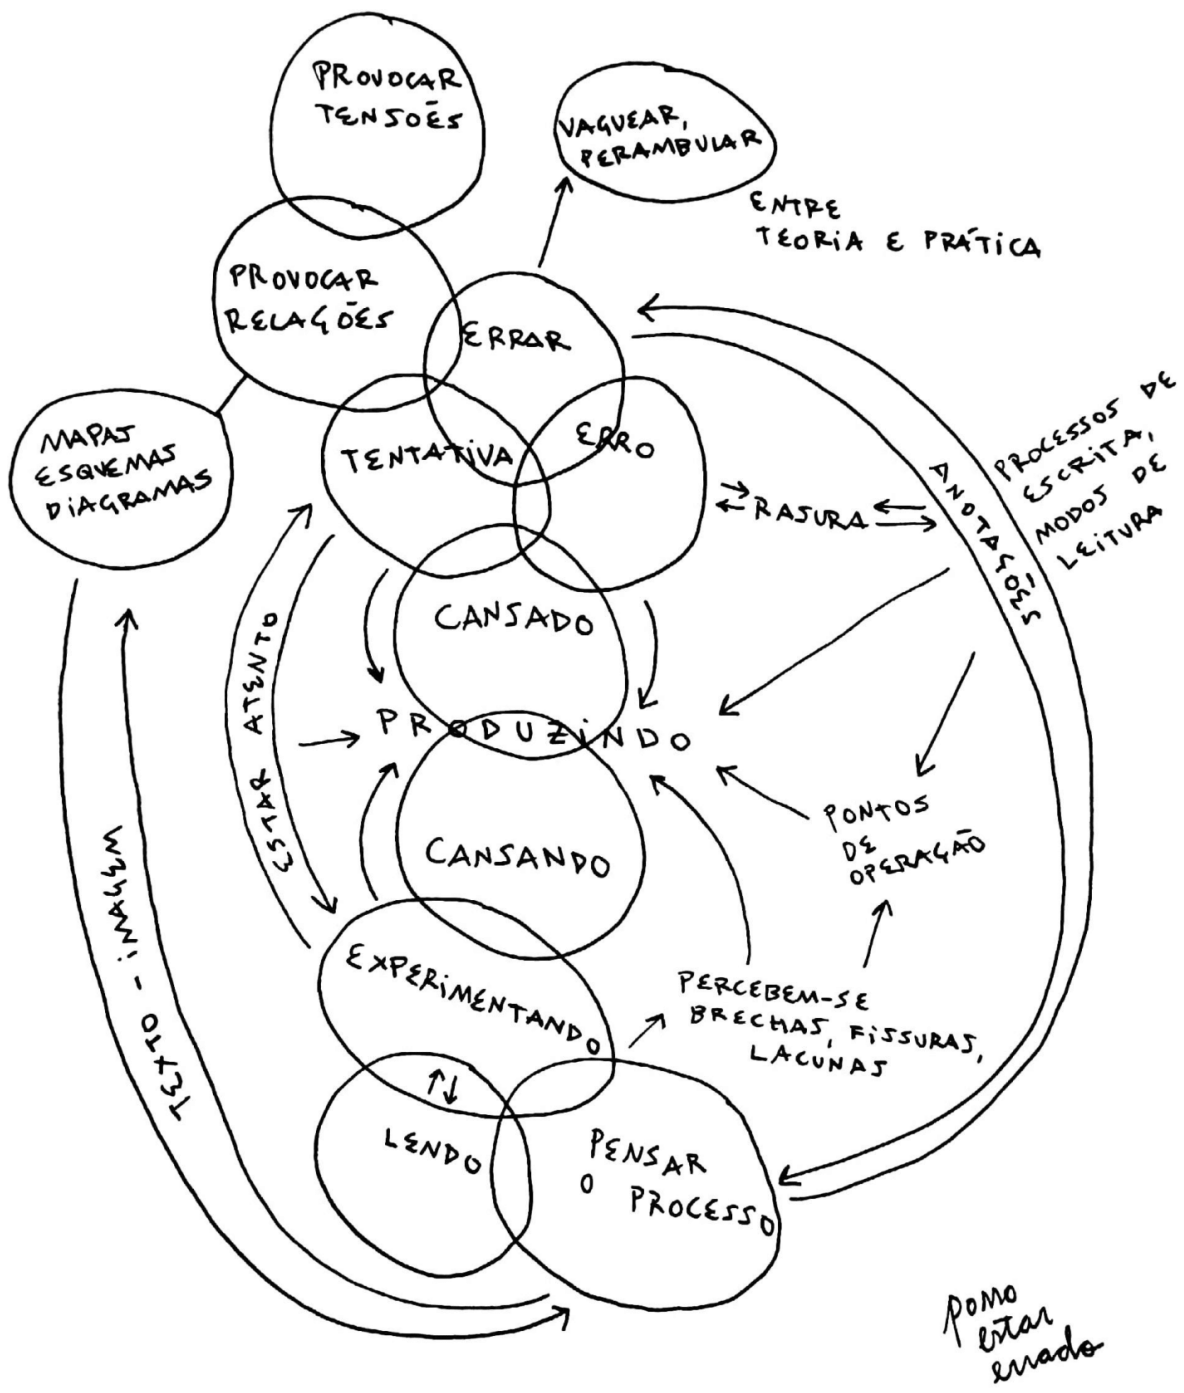 PROVOCAR
TENSÕES
VAGUEAR,
PERAMBULAR
ENTRE
TEORIA E PRÁTICA
PROVOCAR
RELAÇÕES
ERRAR
MAPAS
ESQUEMAS
DIAGRAMAS
TENTATIVA
ERRO
RASURA
ANOTAÇÕES
PROCESSOS DE
ESCRITA,
MODOS DE
LEITURA
CANSADO
ESTAR ATENTO
PRODUZINDO
PONTOS
DE
OPERAÇÃO
CANSANDO
TEXTO - IMAGEM
EXPERIMENTANDO
PERCEBEM-SE
BRECHAS, FISSURAS,
LACUNAS
LENDO
PENSAR
O PROCESSO
posso
estar
errado